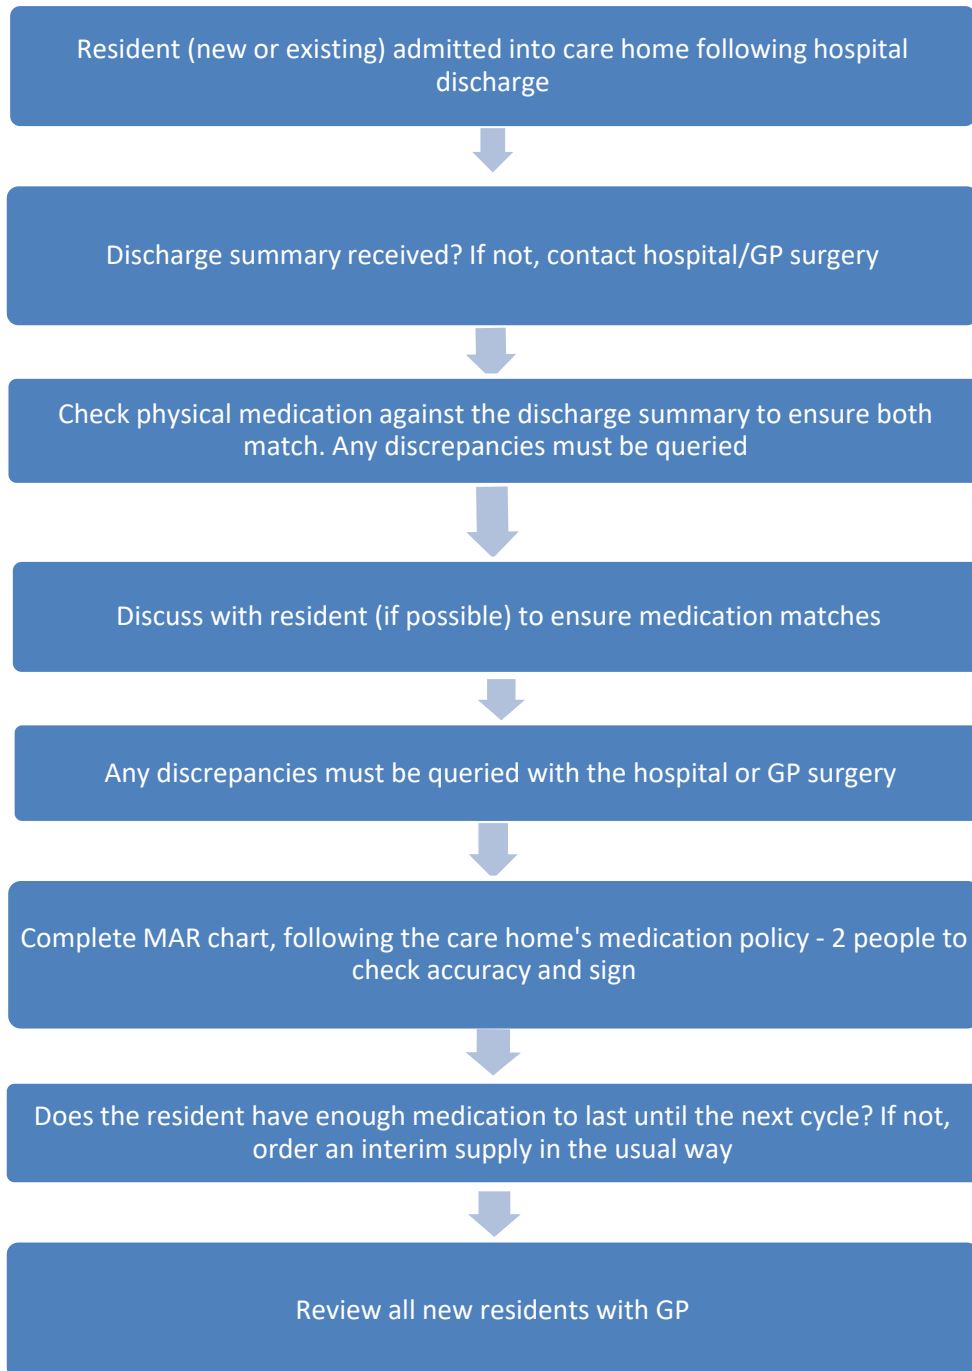 Resident (new or existing) admitted into care home following hospital
discharge
Discharge summary received? If not, contact hospital/GP surgery
Check physical medication against the discharge summary to ensure both
match. Any discrepancies must be queried
Discuss with resident (if possible) to ensure medication matches
Any discrepancies must be queried with the hospital or GP surgery
Complete MAR chart, following the care home's medication policy - 2 people to
check accuracy and sign
Does the resident have enough medication to last until the next cycle? If not,
order an interim supply in the usual way
Review all new residents with GP